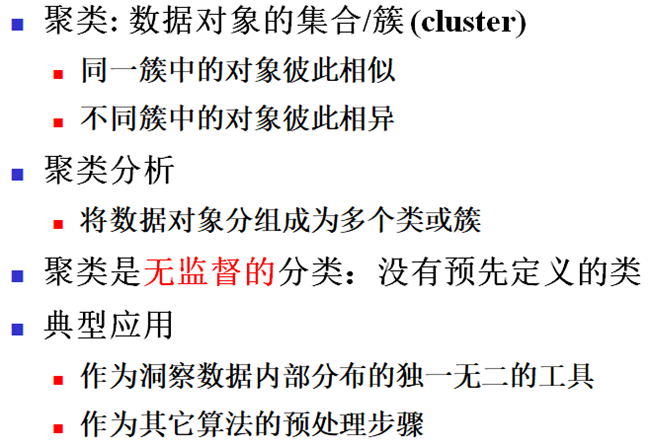 聚类: 数据对象的集合/簇(cluster)
同一簇中的对象彼此相似
不同簇中的对象彼此相异
聚类分析
将数据对象分组成为多个类或簇
聚类是无监督的分类：没有预先定义的类
典型应用
作为洞察数据内部分布的独一无二的工具
作为其它算法的预处理步骤